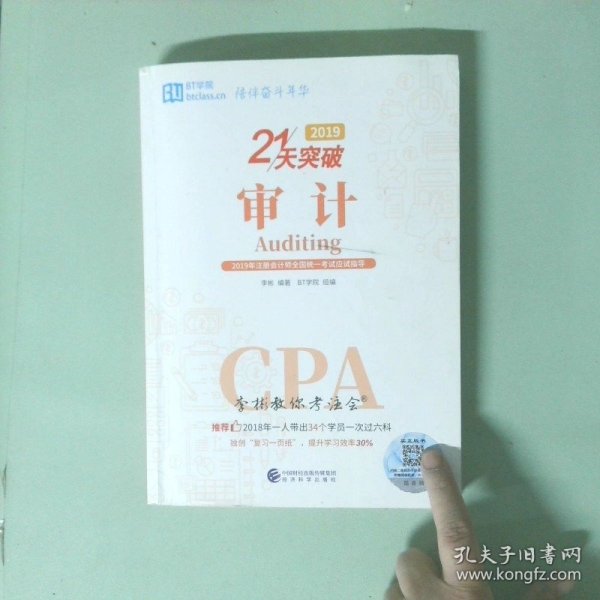 BT学院
btclass.cn
陪伴奋斗年华
2019
21天突破
审计
Auditing
2019年注册会计师全国统一考试应试指导
李彬 编著 BT学院 组编
CPA
李彬教你考注会®
推荐 2018年一人带出34个学员一次过六科
独创“复习一页纸”，提升学习效率30%
中国财经出版传媒集团
经济科学出版社
孔夫子旧书网
www.kongfz.com